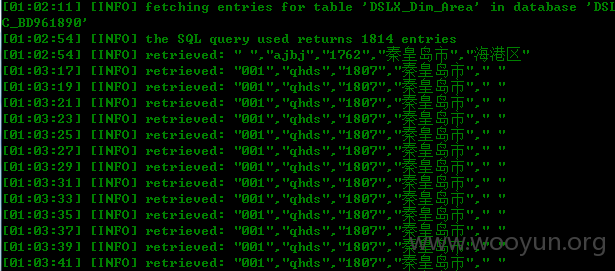 [01:02:11] [INFO] fetching entries for table 'DSLX_Dim_Area' in database 'DSL
C_BD961890'
[01:02:54] [INFO] the SQL query used returns 1814 entries
[01:02:54] [INFO] retrieved: " ","ajbj","1762","秦皇岛市","海港区"
[01:03:17] [INFO] retrieved: "001","qhds","1807","秦皇岛市"," "
[01:03:19] [INFO] retrieved: "001","qhds","1807","秦皇岛市"," "
[01:03:21] [INFO] retrieved: "001","qhds","1807","秦皇岛市"," "
[01:03:23] [INFO] retrieved: "001","qhds","1807","秦皇岛市"," "
[01:03:25] [INFO] retrieved: "001","qhds","1807","秦皇岛市"," "
[01:03:27] [INFO] retrieved: "001","qhds","1807","秦皇岛市"," "
[01:03:29] [INFO] retrieved: "001","qhds","1807","秦皇岛市"," "
[01:03:31] [INFO] retrieved: "001","qhds","1807","秦皇岛市"," "
[01:03:33] [INFO] retrieved: "001","qhds","1807","秦皇岛市"," "
[01:03:35] [INFO] retrieved: "001","qhds","1807","秦皇岛市"," "
[01:03:37] [INFO] retrieved: "001","qhds","1807","秦皇岛市"," "
[01:03:39] [INFO] retrieved: "001","qhds","1807","秦皇岛市"," "
[01:03:41] [INFO] retrieved: "001","qhds","1807","秦皇岛市"," "
www.wooyun.org